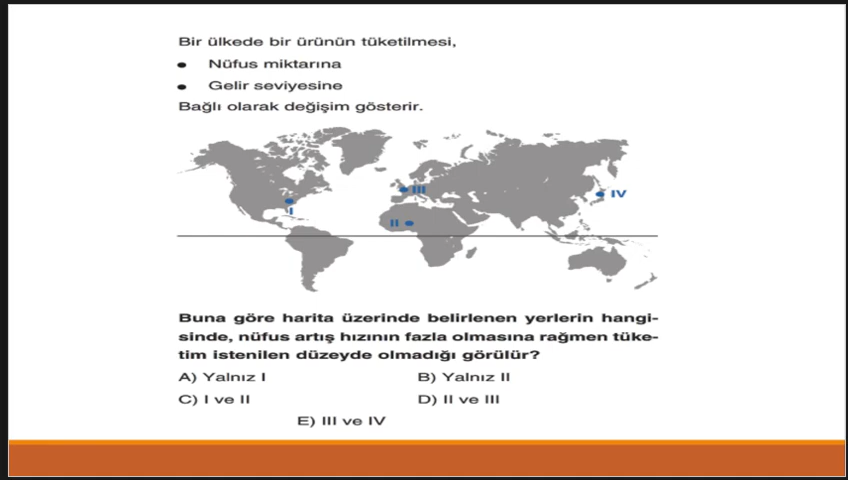 Bir ülkede bir ürünün tüketilmesi,
• Nüfus miktarına
• Gelir seviyesine
Bağlı olarak değişim gösterir.
III
IV
I
II
Buna göre harita üzerinde belirlenen yerlerin hangi-
sinde, nüfus artış hızının fazla olmasına rağmen tüke-
tim istenilen düzeyde olmadığı görülür?
A) Yalnız I
B) Yalnız II
C) I ve II
D) II ve III
E) III ve IV